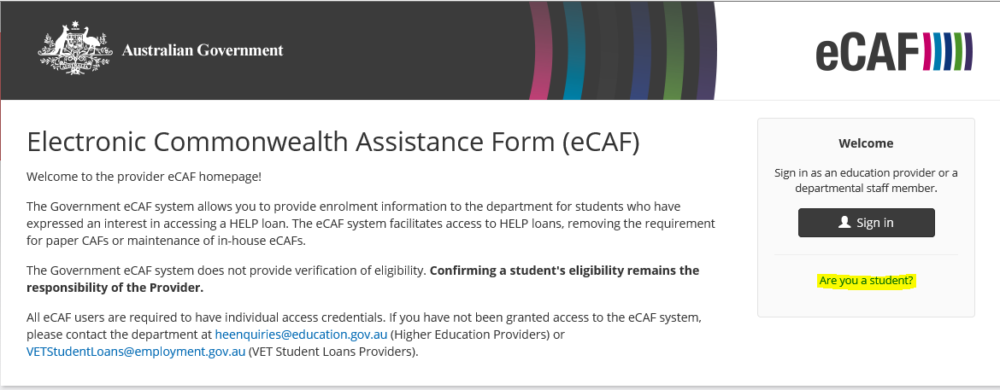 Australian Government
eCAF
Electronic Commonwealth Assistance Form (eCAF)
Welcome to the provider eCAF homepage!
The Government eCAF system allows you to provide enrolment information to the department for students who have
expressed an interest in accessing a HELP loan. The eCAF system facilitates access to HELP loans, removing the requirement
for paper CAFs or maintenance of in-house eCAFs.
The Government eCAF system does not provide verification of eligibility. Confirming a student's eligibility remains the
responsibility of the Provider.
All eCAF users are required to have individual access credentials. If you have not been granted access to the eCAF system,
please contact the department at heenquiries@education.gov.au (Higher Education Providers) or
VETStudentLoans@employment.gov.au (VET Student Loans Providers).
Welcome
Sign in as an education provider or a
departmental staff member.
Sign in
Are you a student?